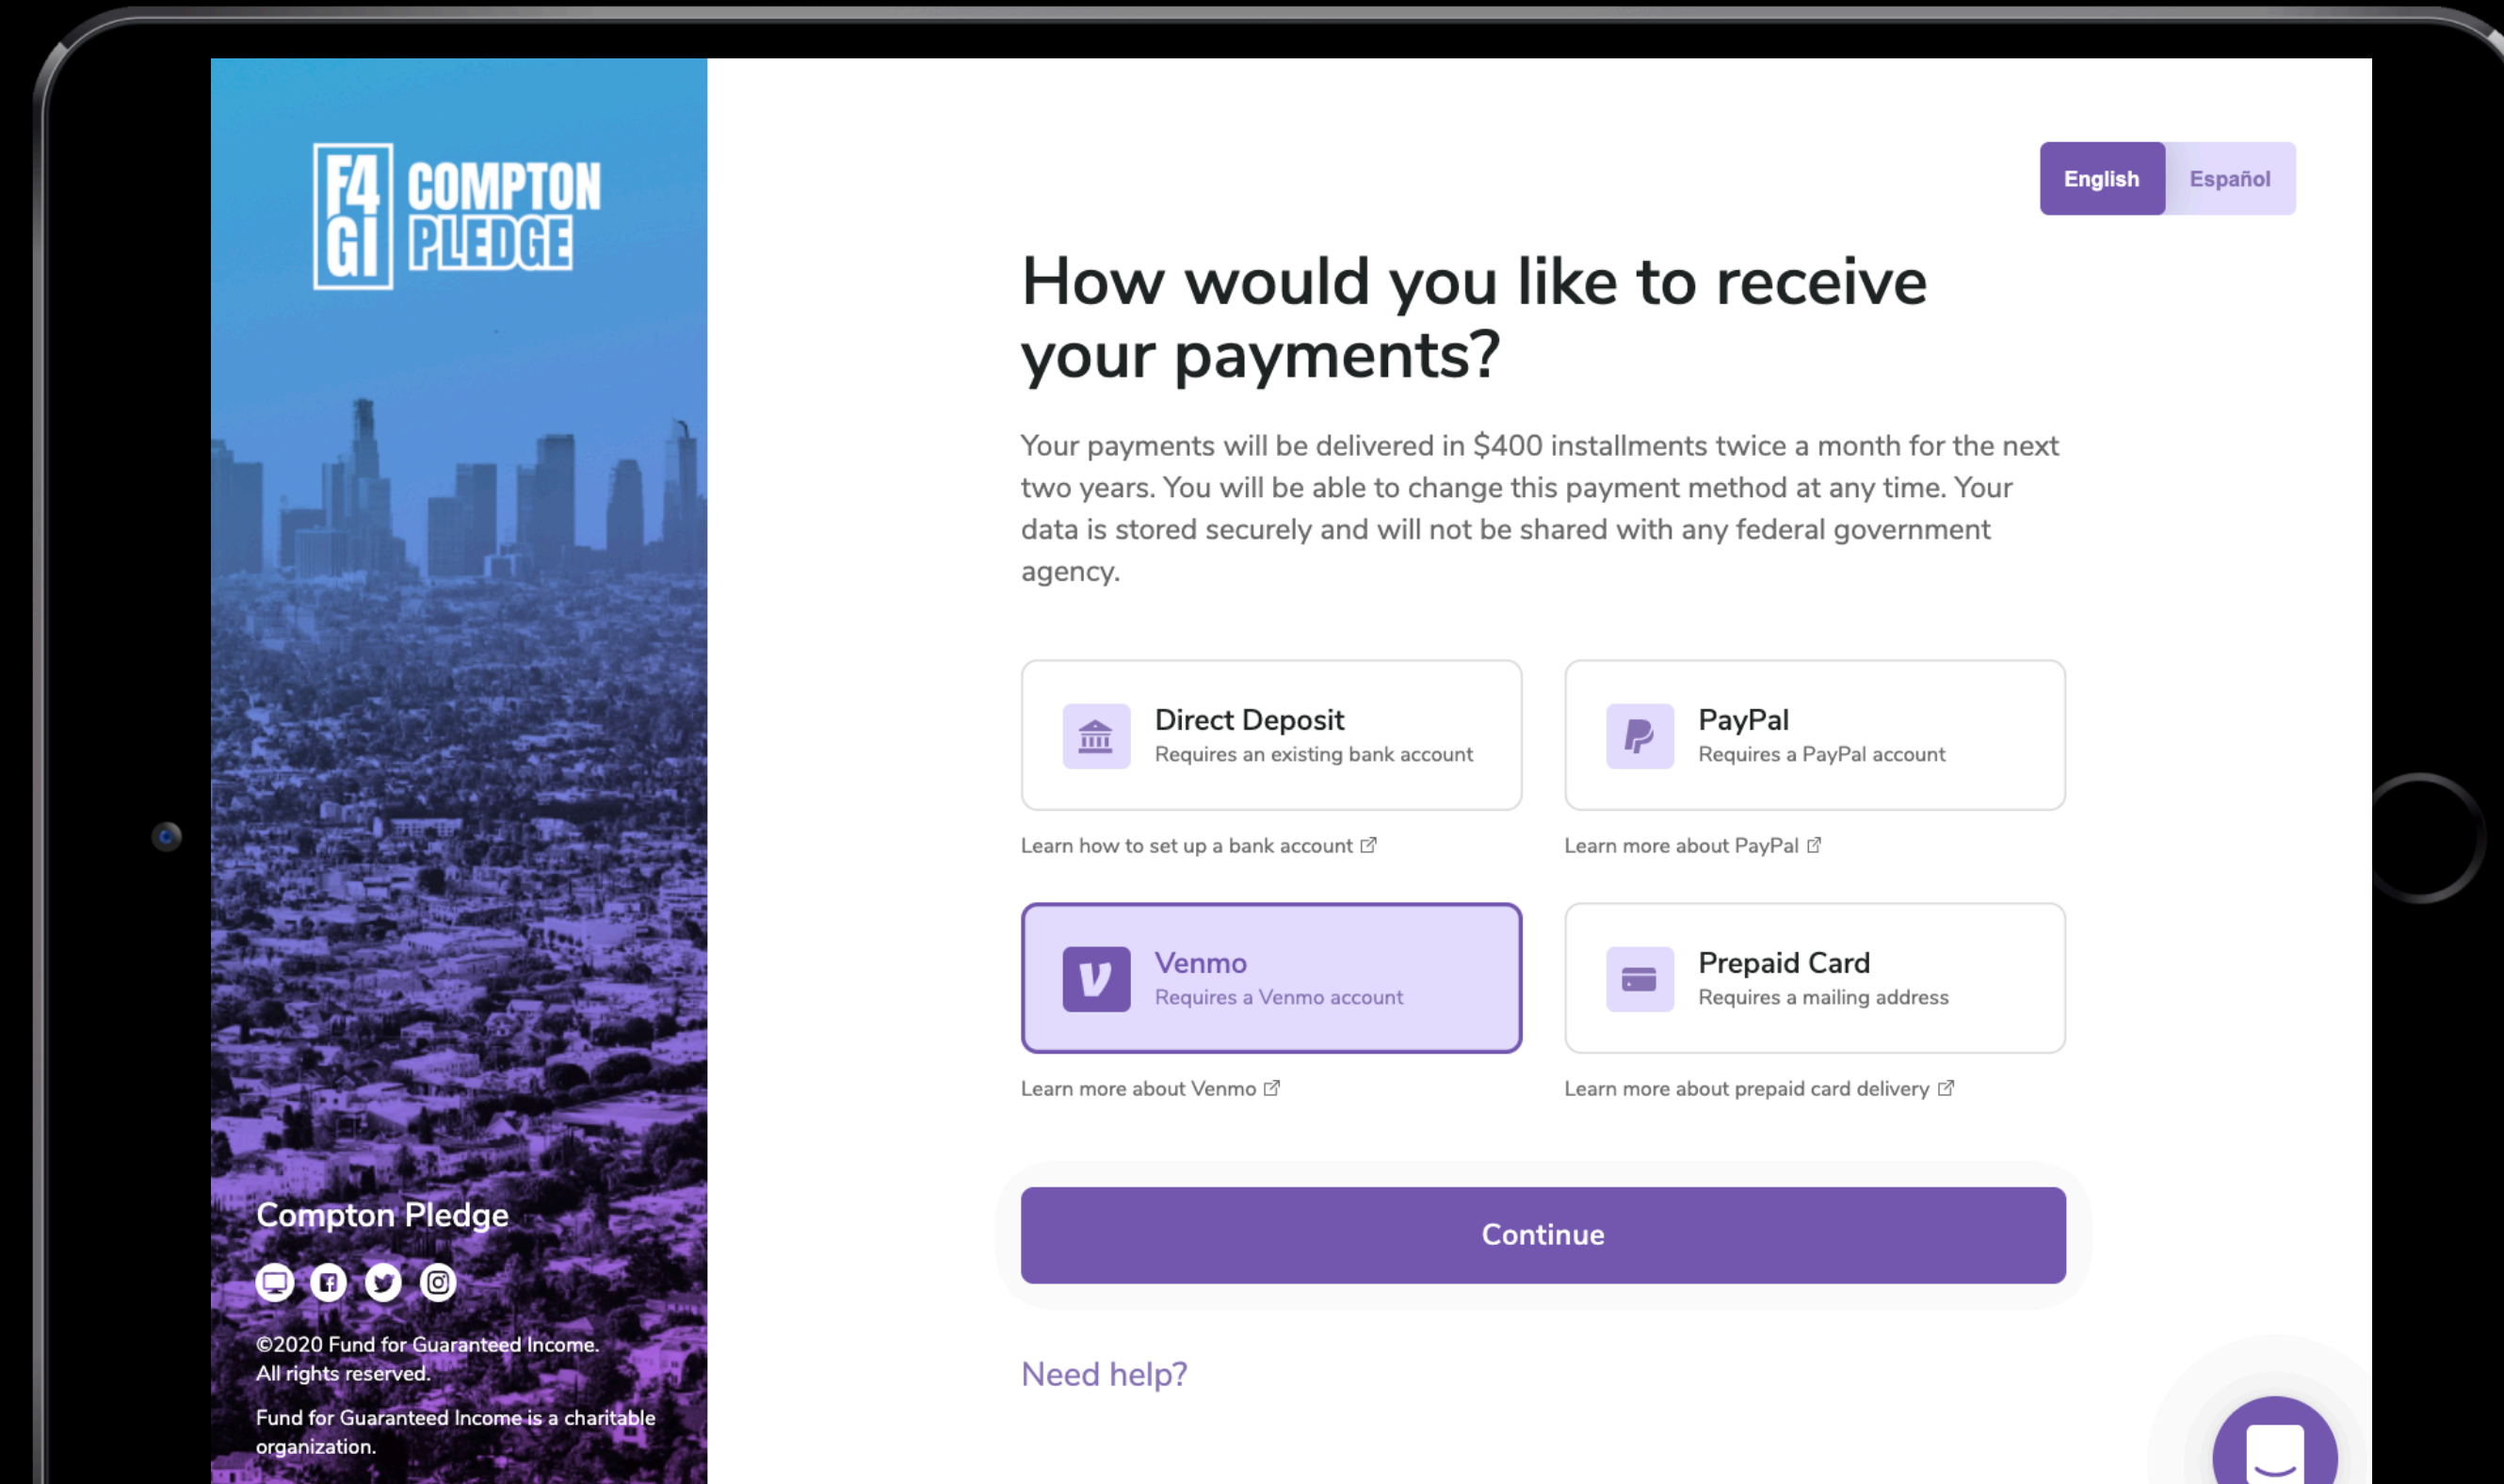 F4
GI
COMPTON
PLEDGE
English
Español
How would you like to receive
your payments?
Your payments will be delivered in $400 installments twice a month for the next
two years. You will be able to change this payment method at any time. Your
data is stored securely and will not be shared with any federal government
agency.
Direct Deposit
Requires an existing bank account
PayPal
Requires a PayPal account
Learn how to set up a bank account
Learn more about PayPal
Venmo
Requires a Venmo account
Prepaid Card
Requires a mailing address
Learn more about Venmo
Learn more about prepaid card delivery
Continue
Need help?
Compton Pledge
©2020 Fund for Guaranteed Income.
All rights reserved.
Fund for Guaranteed Income is a charitable
organization.